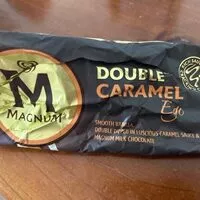 M
MAGNUM
DOUBLE
CARAMEL
Ego
SMOOTH VANILLA
DOUBLE DIPPED IN LUSCIOUS CARAMEL SAUCE &
MAGNUM MILK CHOCOLATE